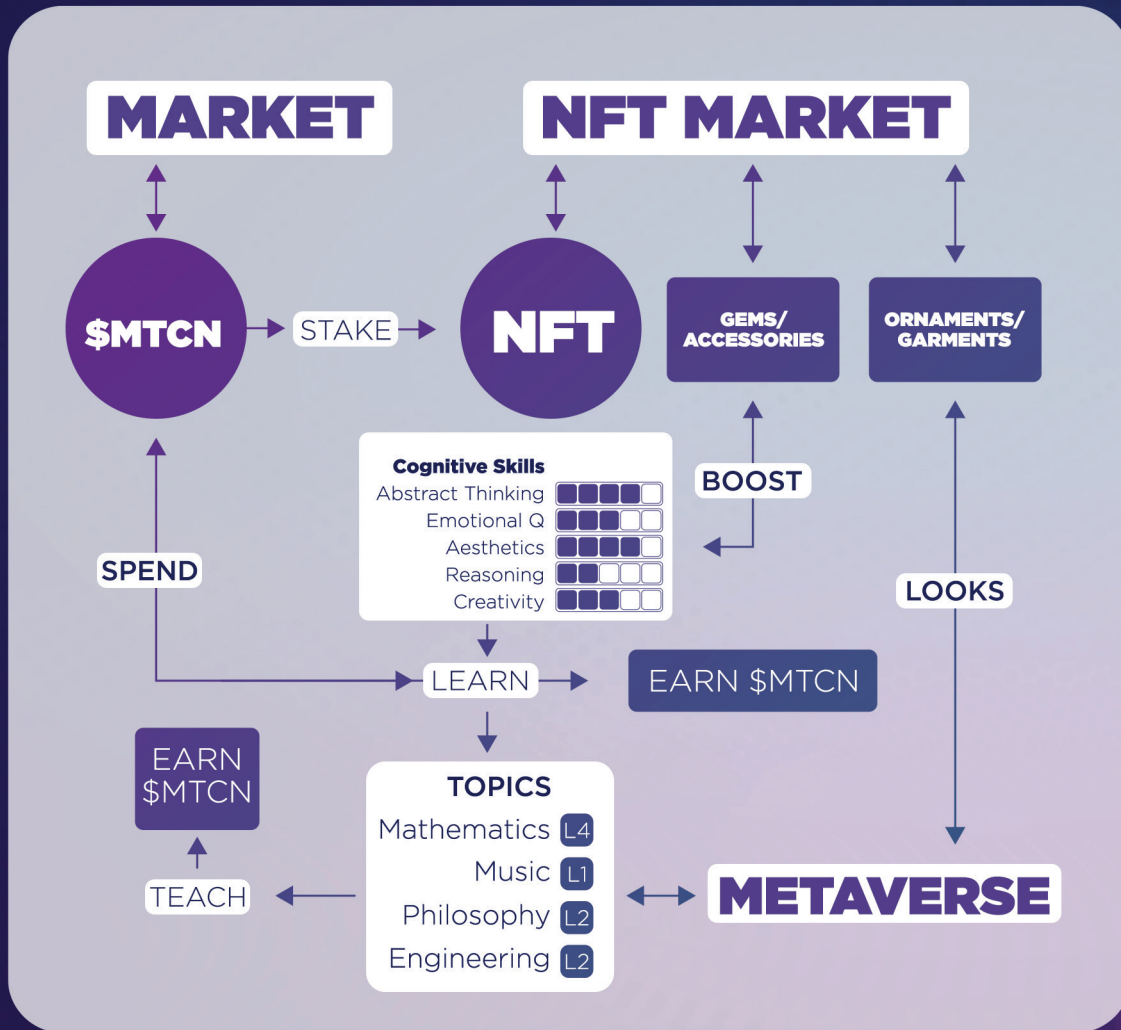 MARKET
NFT MARKET
$MTCN
STAKE
NFT
GEMS/
ACCESSORIES
ORNAMENTS/
GARMENTS
Cognitive Skills
Abstract Thinking
Emotional Q
Aesthetics
Reasoning
Creativity
BOOST
SPEND
LOOKS
LEARN
EARN $MTCN
EARN
$MTCN
TEACH
TOPICS
Mathematics L4
Music L1
Philosophy L2
Engineering L2
METAVERSE